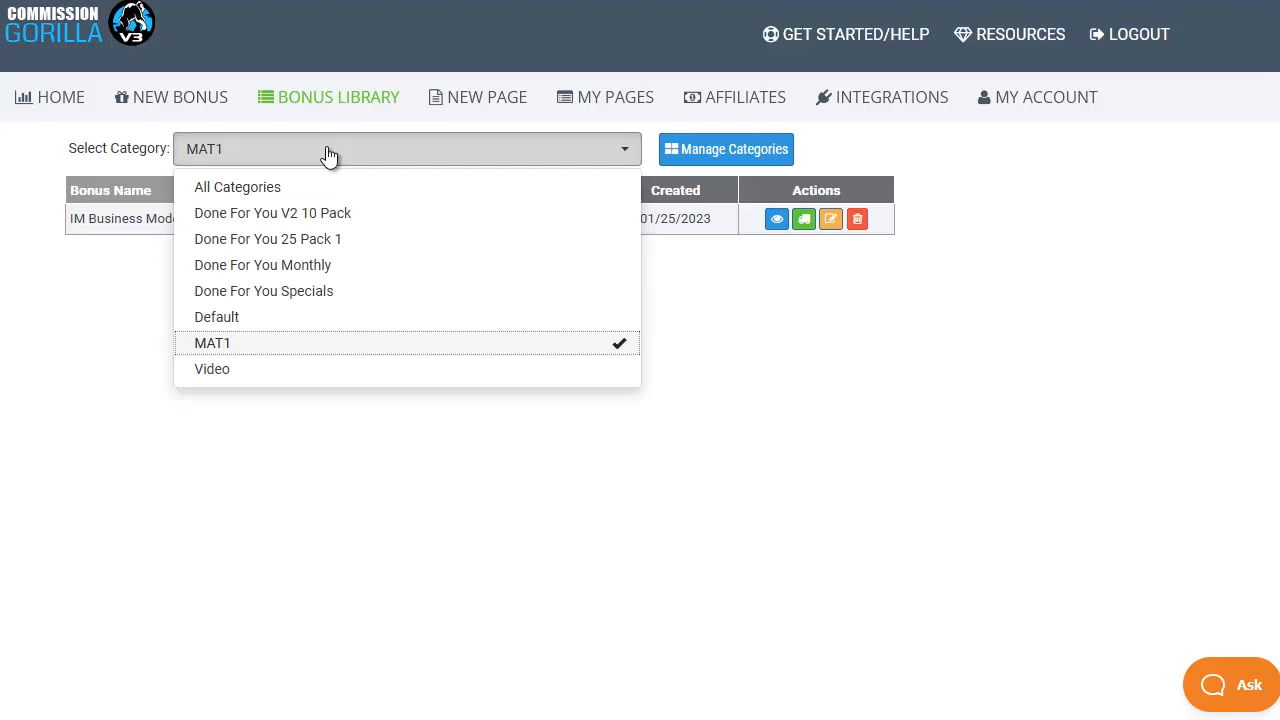 COMMISSION
GORILLA V3
GET STARTED/HELP RESOURCES LOGOUT
HOME NEW BONUS BONUS LIBRARY NEW PAGE MY PAGES AFFILIATES INTEGRATIONS MY ACCOUNT
Select Category: MAT1 Manage Categories
Bonus Name Created Actions
IM Business Mode 01/25/2023
All Categories
Done For You V2 10 Pack
Done For You 25 Pack 1
Done For You Monthly
Done For You Specials
Default
MAT1
Video
Ask